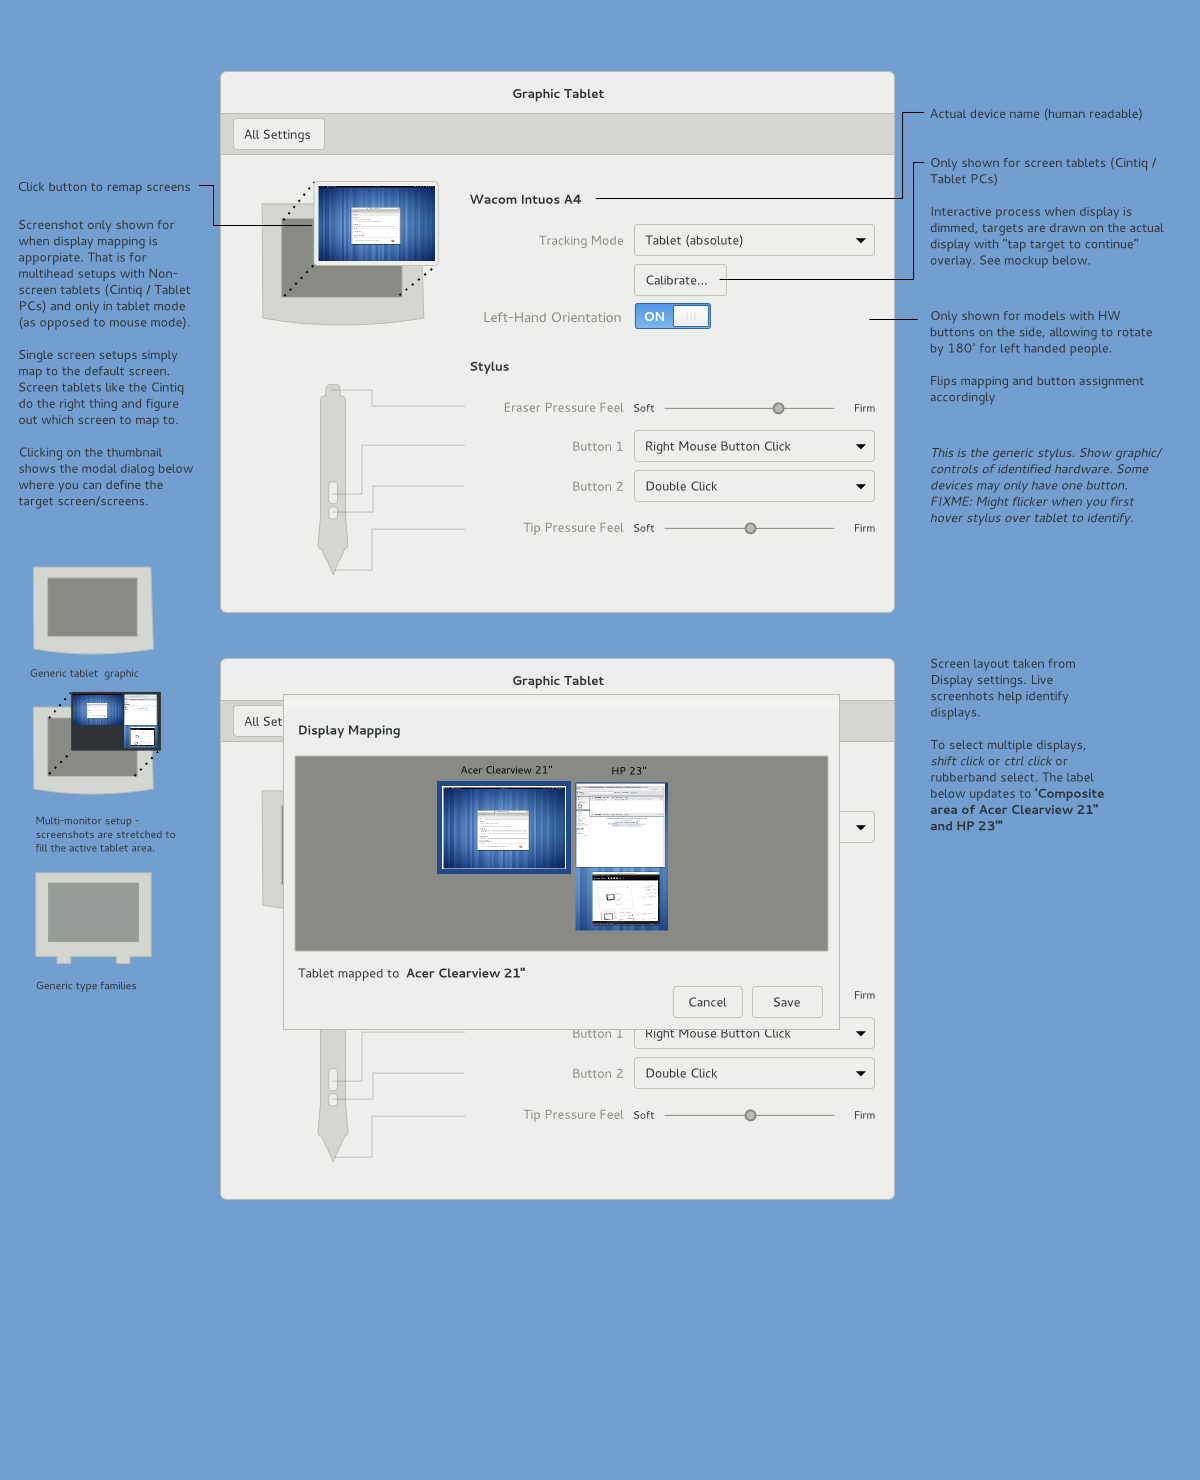 Graphic Tablet
All Settings
Actual device name (human readable)
Only shown for screen tablets (Cintiq /
Tablet PCs)
Interactive process when display is
dimmed, targets are drawn on the actual
display with "tap target to continue"
overlay. See mockup below.
Click button to remap screens
Screenshot only shown for
when display mapping is
apporpiate. That is for
multihead setups with Non-
screen tablets (Cintiq / Tablet
PCs) and only in tablet mode
(as opposed to mouse mode).
Single screen setups simply
map to the default screen.
Screen tablets like the Cintiq
do the right thing and figure
out which screen to map to.
Clicking on the thumbnail
shows the modal dialog below
where you can define the
target screen/screens.
Wacom Intuos A4
Tracking Mode Tablet (absolute)
Calibrate...
Left-Hand Orientation ON
Only shown for models with HW
buttons on the side, allowing to rotate
by 180° for left handed people.
Flips mapping and button assignment
accordingly
Stylus
Eraser Pressure Feel Soft Firm
Button 1 Right Mouse Button Click
Button 2 Double Click
Tip Pressure Feel Soft Firm
This is the generic stylus. Show graphic/
controls of identified hardware. Some
devices may only have one button.
FIXME: Might flicker when you first
hover stylus over tablet to identify.
Generic tablet graphic
Multi-monitor setup -
screenshots are stretched to
fill the active tablet area.
Generic type families
Graphic Tablet
All Set
Display Mapping
Acer Clearview 21" HP 23"
Tablet mapped to Acer Clearview 21"
Cancel Save
Firm
Button 1 Right Mouse Button Click
Button 2 Double Click
Tip Pressure Feel Soft Firm
Screen layout taken from
Display settings. Live
screenhots help identify
displays.
To select multiple displays,
shift click or ctrl click or
rubberband select. The label
below updates to 'Composite
area of Acer Clearview 21"
and HP 23"'